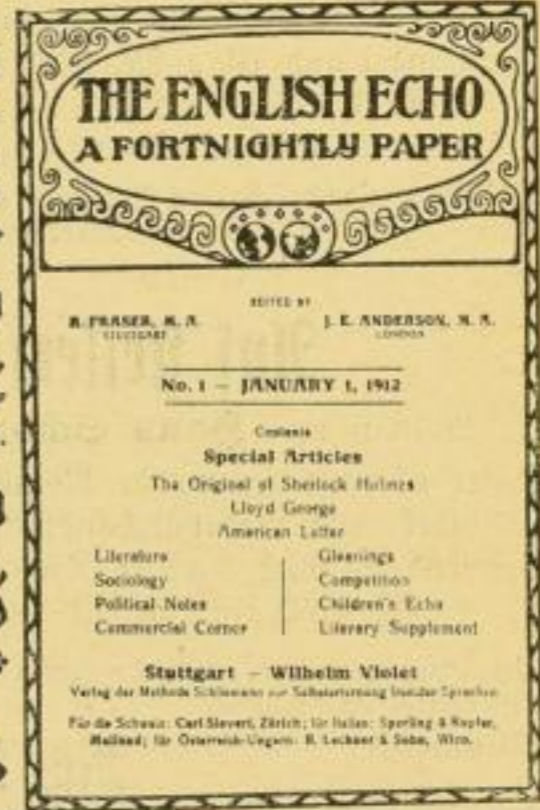 THE ENGLISH ECHO
A FORTNIGHTLY PAPER
EDITED BY
R. FRASER, M. A.
STUTTGART
J. E. ANDERSON, M. A.
LONDON
No. 1 — JANUARY 1, 1912
Contents
Special Articles
The Original of Sherlock Holmes
Lloyd George
American Letter
Literature
Sociology
Political Notes
Commercial Corner
Gleanings
Competition
Children's Echo
Literary Supplement
Stuttgart — Wilhelm Violet
Verlag der Methode Schliemann zur Selbsterlernung fremder Sprachen
Für die Schweiz: Carl Sievert, Zürich; für Italien: Sperling & Kupfer,
Mailand; für Österreich-Ungarn: R. Lechner & Sohn, Wien.